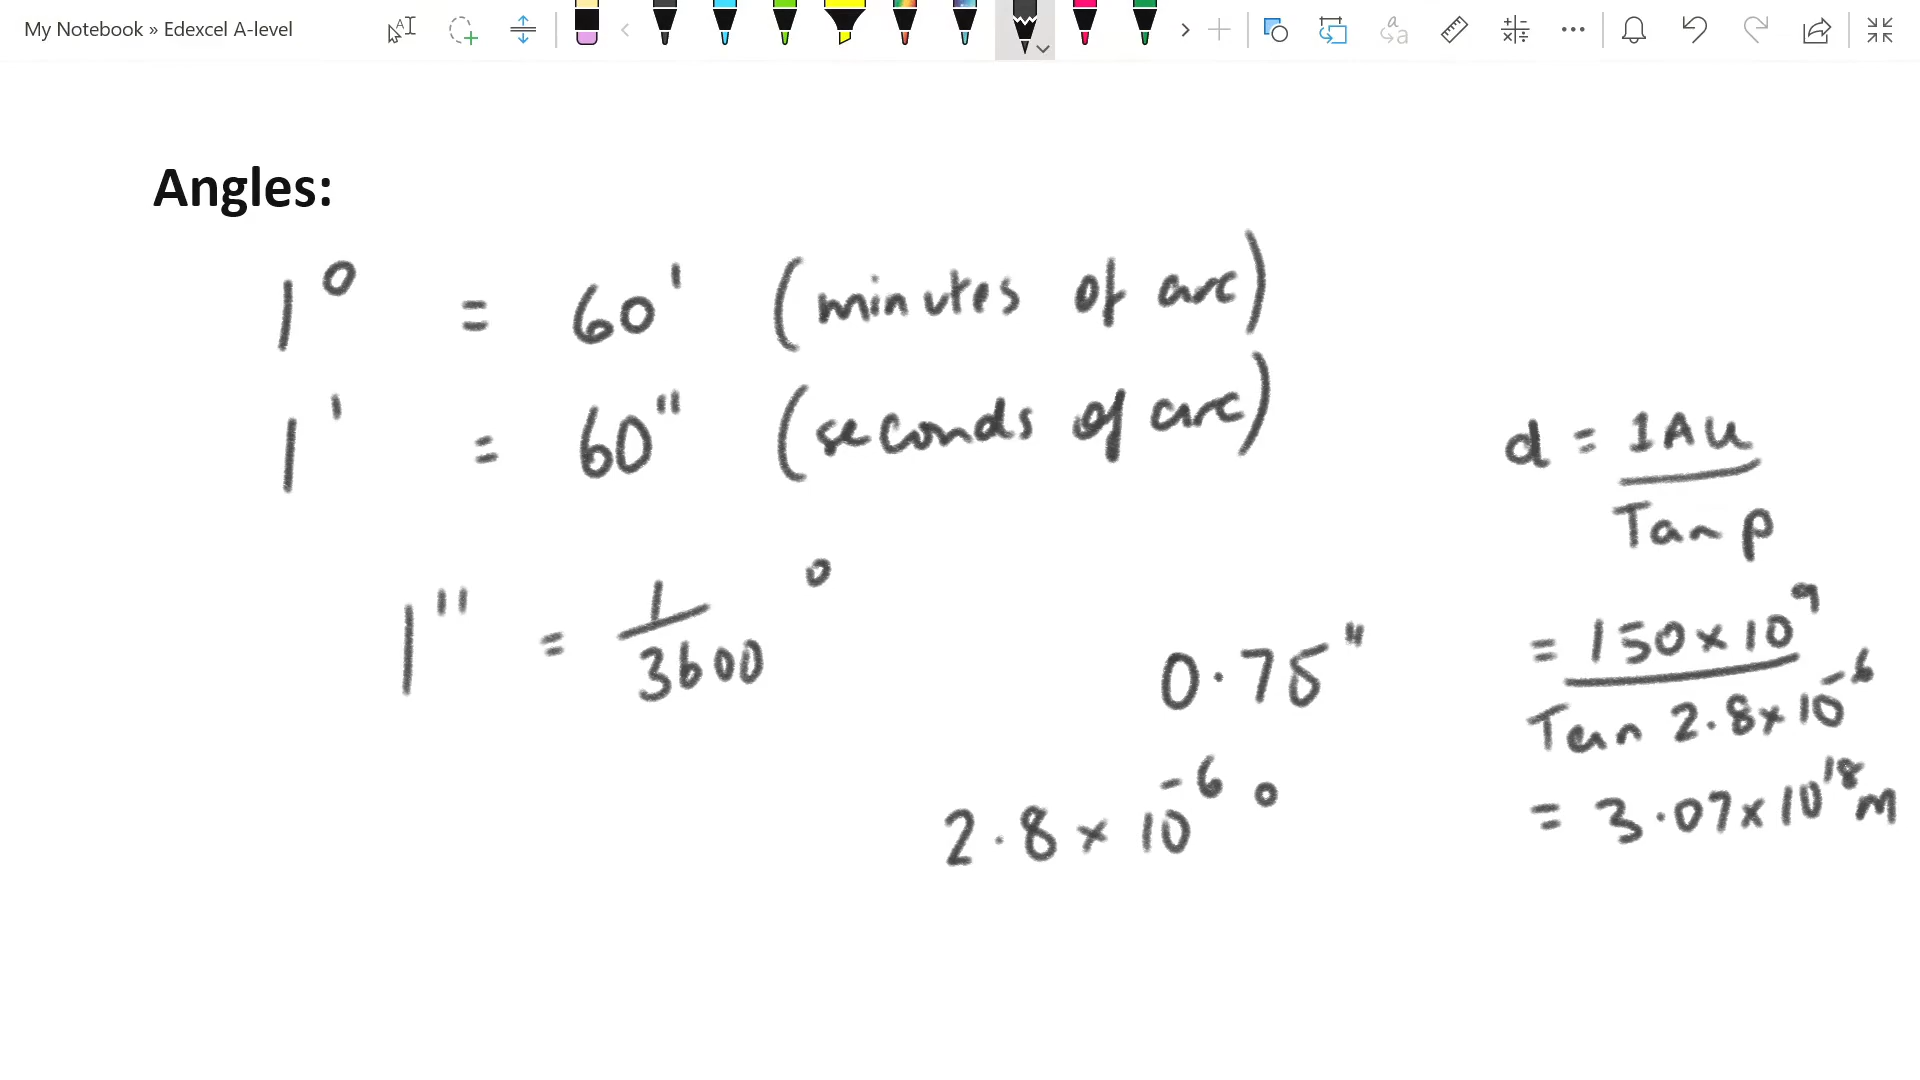 My Notebook » Edexcel A-level
Angles:
1° = 60' (minutes of arc)
1' = 60" (seconds of arc)
1" = 1/3600 °
0.75"
2.8 × 10⁻⁶ °
d = 1AU / Tan p
= 150×10⁹ / Tan 2.8×10⁻⁶
= 3.07×10¹⁸ m